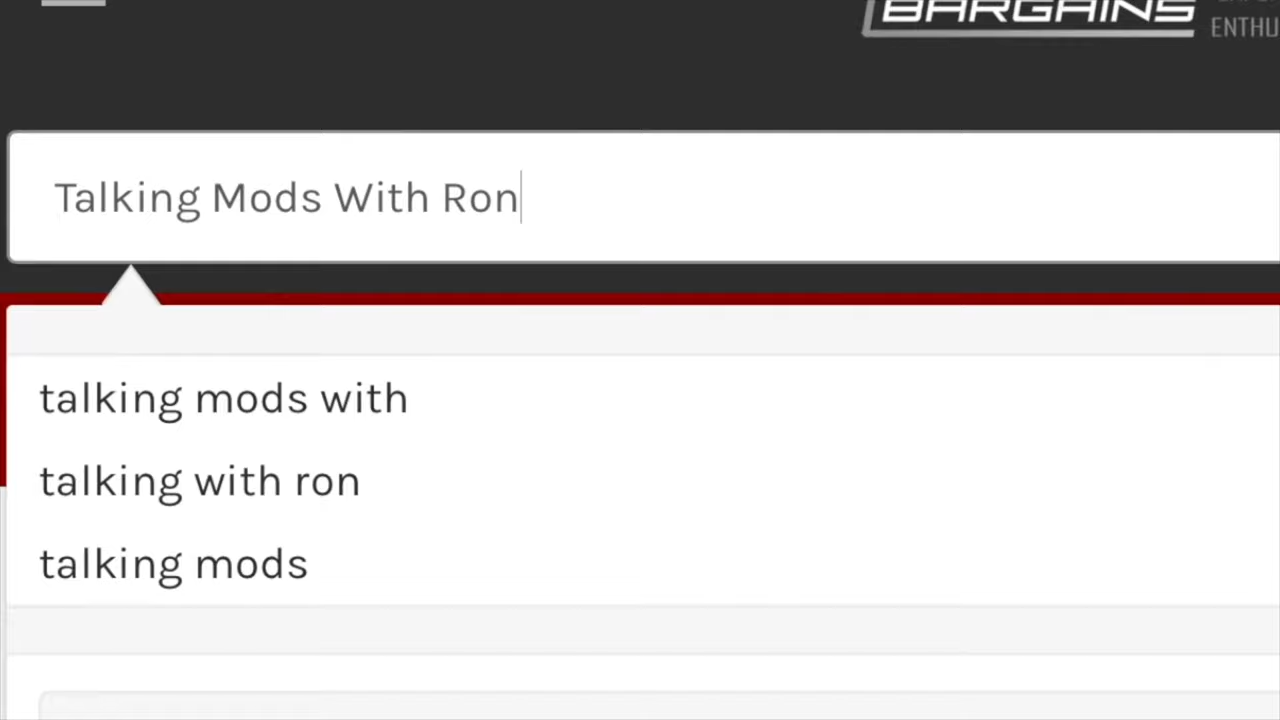 BARGAINS
ENTHU
Talking Mods With Ron
talking mods with
talking with ron
talking mods